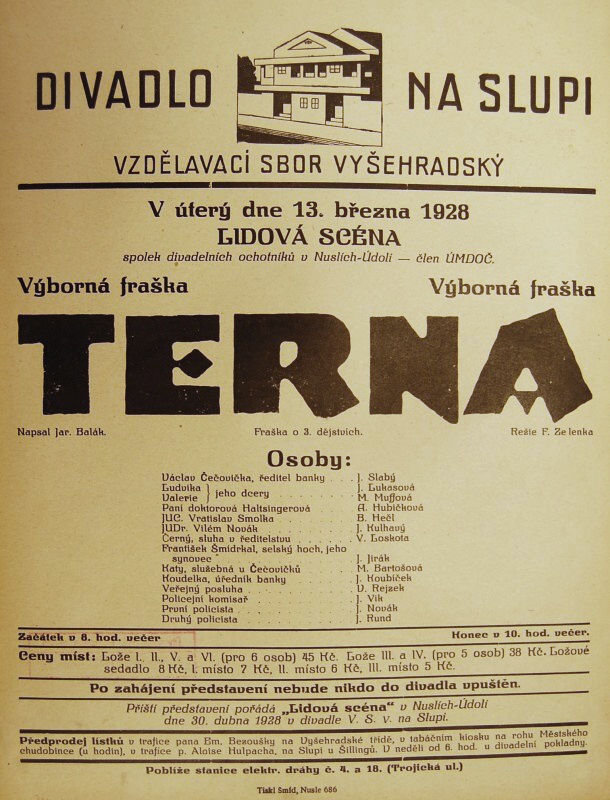 DIVADLO NA SLUPI
VZDĚLAVACÍ SBOR VYŠEHRADSKÝ
V úterý dne 13. března 1928
LIDOVÁ SCÉNA
spolek divadelních ochotníků v Nuslích-Údolí — člen ÚMDOČ.
Výborná fraška Výborná fraška
TERNA
Napsal Jar. Balák. Fraška o 3. dějstvích. Režie F. Zelenka
Osoby:
Václav Čečovička, ředitel banky . . . J. Slabý
Ludvika } jeho dcery . . . J. Lukasová
Valerie } M. Muffová
Paní doktorová Haltsingerová A. Hubičková
JUC. Vratislav Smolka . . . B. Hečl
JUDr. Vilém Novák . . . J. Kulhavý
Černý, sluha v ředitelstvu . . . V. Loskota
František Šmidrkal, selský hoch, jeho
synovec . . . J. Jirák
Katy, služebná u Čečovičků . . . M. Bartošová
Koudelka, úředník banky . . . J. Koubíček
Veřejný posluha . . . V. Rejzek
Policejní komisař . . . J. Vik
První policista . . . J. Novák
Druhý policista . . . J. Rund
Začátek v 8. hod. večer Konec v 10. hod. večer.
Ceny míst: Lože I. II., V. a VI. (pro 6 osob) 45 Kč. Lože III. a IV. (pro 5 osob) 38 Kč. Ložové
sedadlo 8 Kč, I. místo 7 Kč, II. místo 6 Kč, III. místo 5 Kč.
Po zahájení představení nebude nikdo do divadla vpuštěn.
Příští představení pořádá „Lidová scéna" v Nuslích-Údolí
dne 30. dubna 1928 v divadle V. S. v. na Slupi.
Předprodej lístků v trafice pana Em. Bezoušky na Vyšehradské třídě, v tabáčním kiosku na rohu Městského
chudobince (u hodin), v trafice p. Aloise Hulpacha, na Slupi u Šillingů. V neděli od 6. hod. u divadelní pokladny.
Poblíže stanice elektr. dráhy č. 4. a 18. (Trojická ul.)
Tiskl Šmíd, Nusle 686